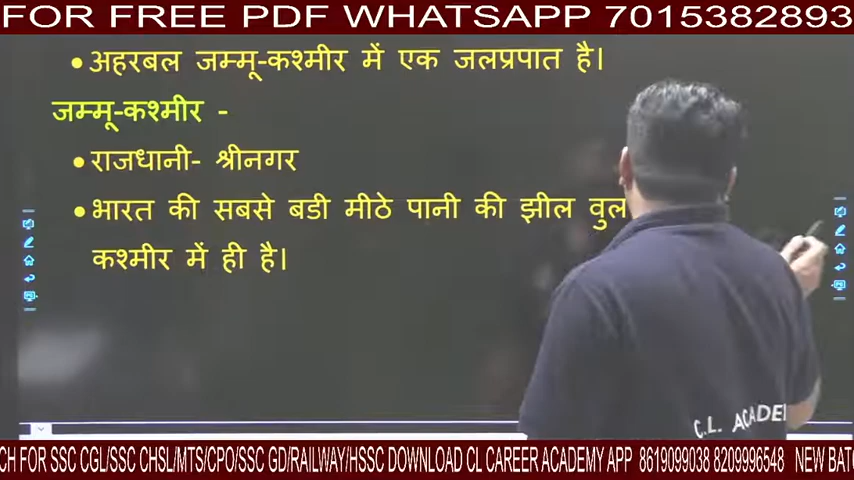 FOR FREE PDF WHATSAPP 7015382893
• अहरबल जम्मू-कश्मीर में एक जलप्रपात है।
जम्मू-कश्मीर -
• राजधानी- श्रीनगर
• भारत की सबसे बडी मीठे पानी की झील
कश्मीर में ही है।
C.L. ACADE
CH FOR SSC CGL/SSC CHSL/MTS/CPO/SSC GD/RAILWAY/HSSC DOWNLOAD CL CAREER ACADEMY APP 8619099038 8209996548 NEW BATC